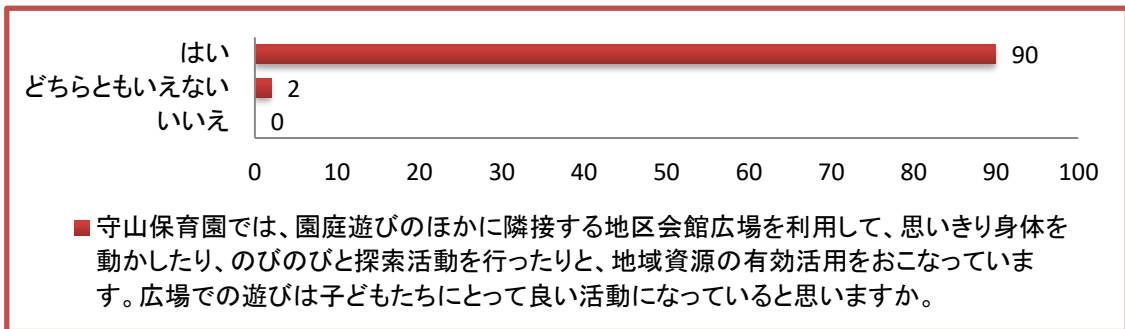 はい 90
どちらともいえない 2
いいえ 0
0 10 20 30 40 50 60 70 80 90 100
守山保育園では、園庭遊びのほかに隣接する地区会館広場を利用して、思いきり身体を
動かしたり、のびのびと探索活動を行ったりと、地域資源の有効活用をおこなっていま
す。広場での遊びは子どもたちにとって良い活動になっていると思いますか。